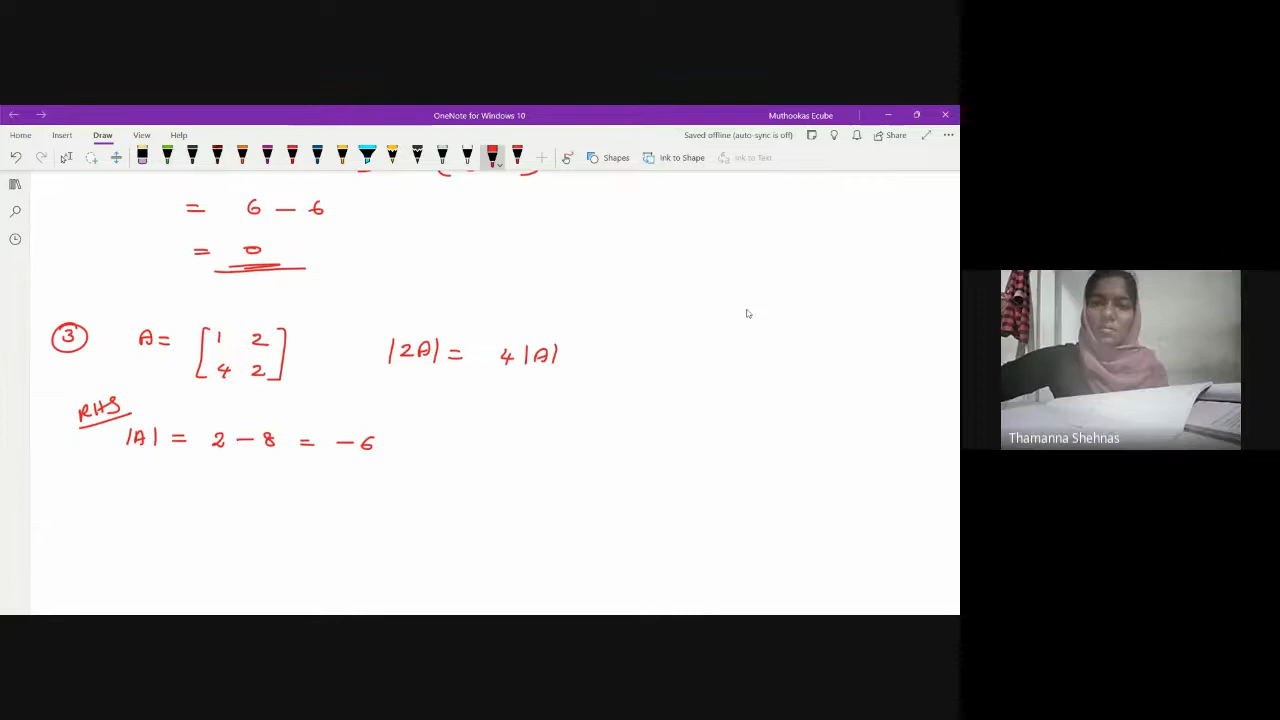 OneNote for Windows 10
Muthookas Ecube
Home Insert Draw View Help
Saved offline (auto-sync is off) Share
Shapes Ink to Shape Ink to Text
= 6 - 6
= 0
3 A = [1 2
4 2] |2A| = 4|A|
RHS
|A| = 2 - 8 = -6
Thamanna Shehnas